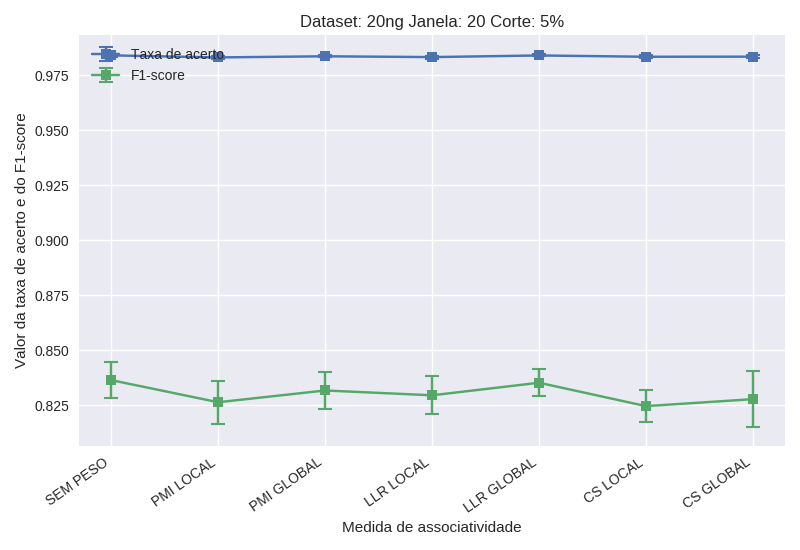 Dataset: 20ng Janela: 20 Corte: 5%
Taxa de acerto
F1-score
Valor da taxa de acerto e do F1-score
0.975
0.950
0.925
0.900
0.875
0.850
0.825
SEM PESO
PMI LOCAL
PMI GLOBAL
LLR LOCAL
LLR GLOBAL
CS LOCAL
CS GLOBAL
Medida de associatividade